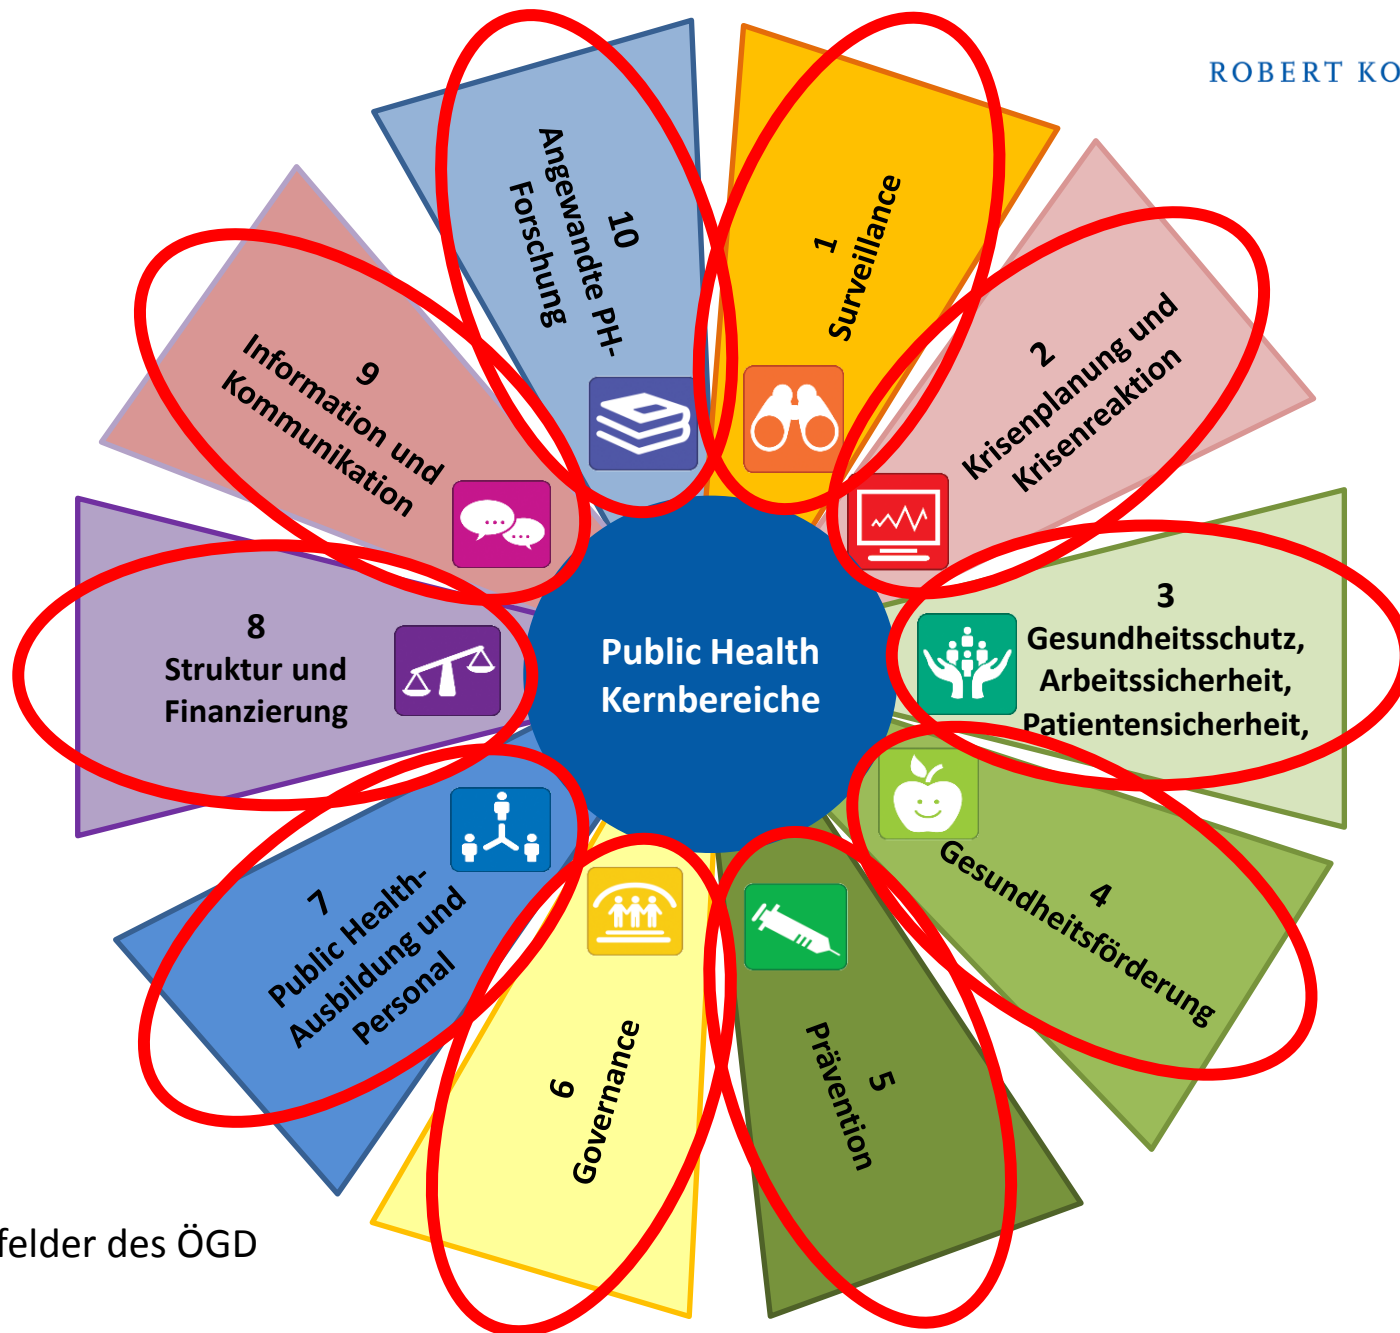 ROBERT KO
10
Angewandte PH-
Forschung
1
Surveillance
2
Krisenplanung und
Krisenreaktion
3
Gesundheitsschutz,
Arbeitssicherheit,
Patientensicherheit,
4
Gesundheitsförderung
5
Prävention
6
Governance
7
Public Health-
Ausbildung und
Personal
8
Struktur und
Finanzierung
9
Information und
Kommunikation
Public Health
Kernbereiche
felder des ÖGD